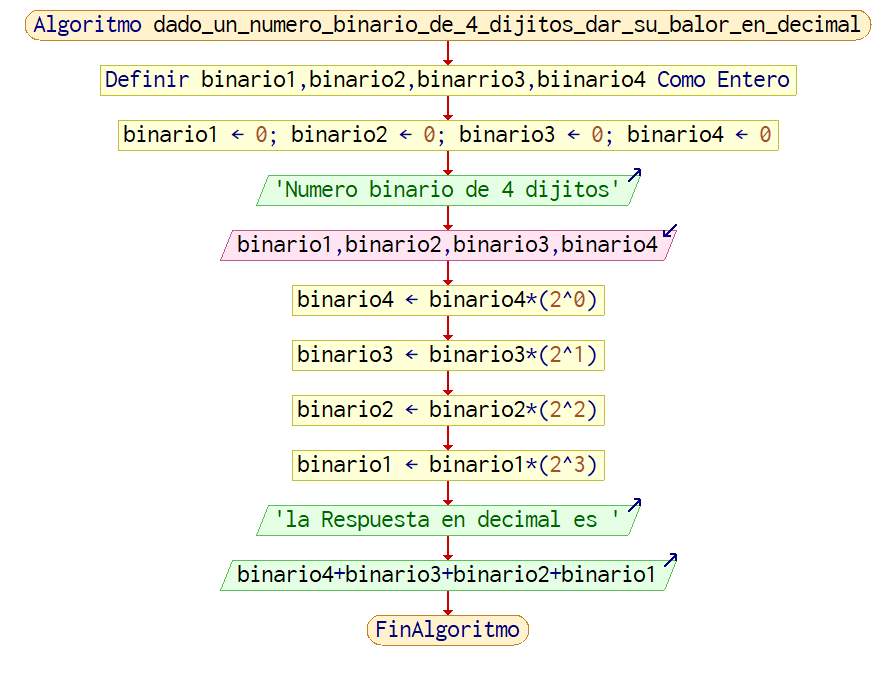 Algoritmo dado_un_numero_binario_de_4_dijitos_dar_su_balor_en_decimal
Definir binario1,binario2,binarrio3,biinario4 Como Entero
binario1 ← 0; binario2 ← 0; binario3 ← 0; binario4 ← 0
'Numero binario de 4 dijitos'
binario1,binario2,binario3,binario4
binario4 ← binario4*(2^0)
binario3 ← binario3*(2^1)
binario2 ← binario2*(2^2)
binario1 ← binario1*(2^3)
'la Respuesta en decimal es '
binario4+binario3+binario2+binario1
FinAlgoritmo